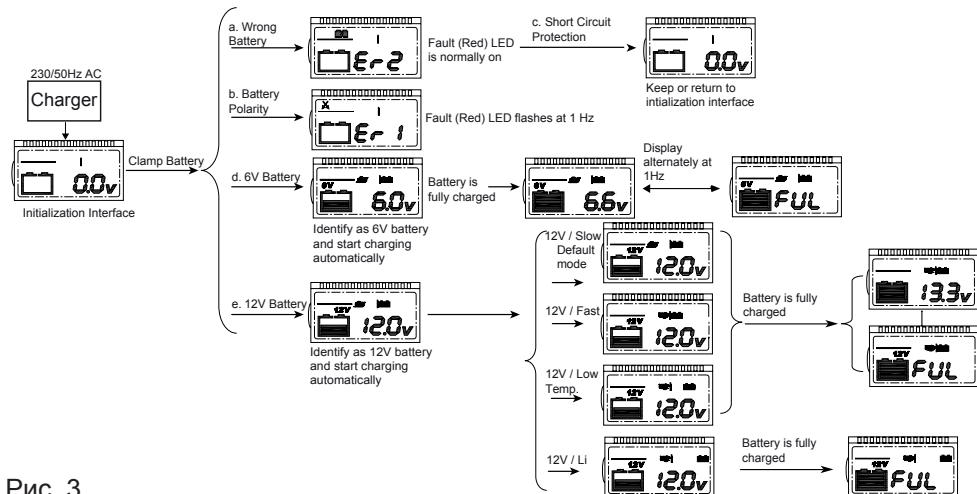 230/50Hz AC
Charger
0.0v
Initialization Interface
Clamp Battery
a. Wrong
Battery
Er2
Fault (Red) LED
is normally on
c. Short Circuit
Protection
0.0v
Keep or return to
intialization interface
b. Battery
Polarity
Er 1
Fault (Red) LED flashes at 1 Hz
d. 6V Battery
6V
6.0v
Identify as 6V battery
and start charging
automatically
Battery is
fully charged
6V
6.6v
Display
alternately at
1Hz
6V
FUL
e. 12V Battery
12V
12.0v
Identify as 12V battery
and start charging
automatically
12V / Slow
Default
mode
12V
12.0v
12V / Fast
12V
12.0v
12V / Low
Temp.
12V
12.0v
Battery is fully
charged
13.3v
12V
FUL
12V / Li
12V
12.0v
Battery is fully
charged
12V
FUL
Рис. 3